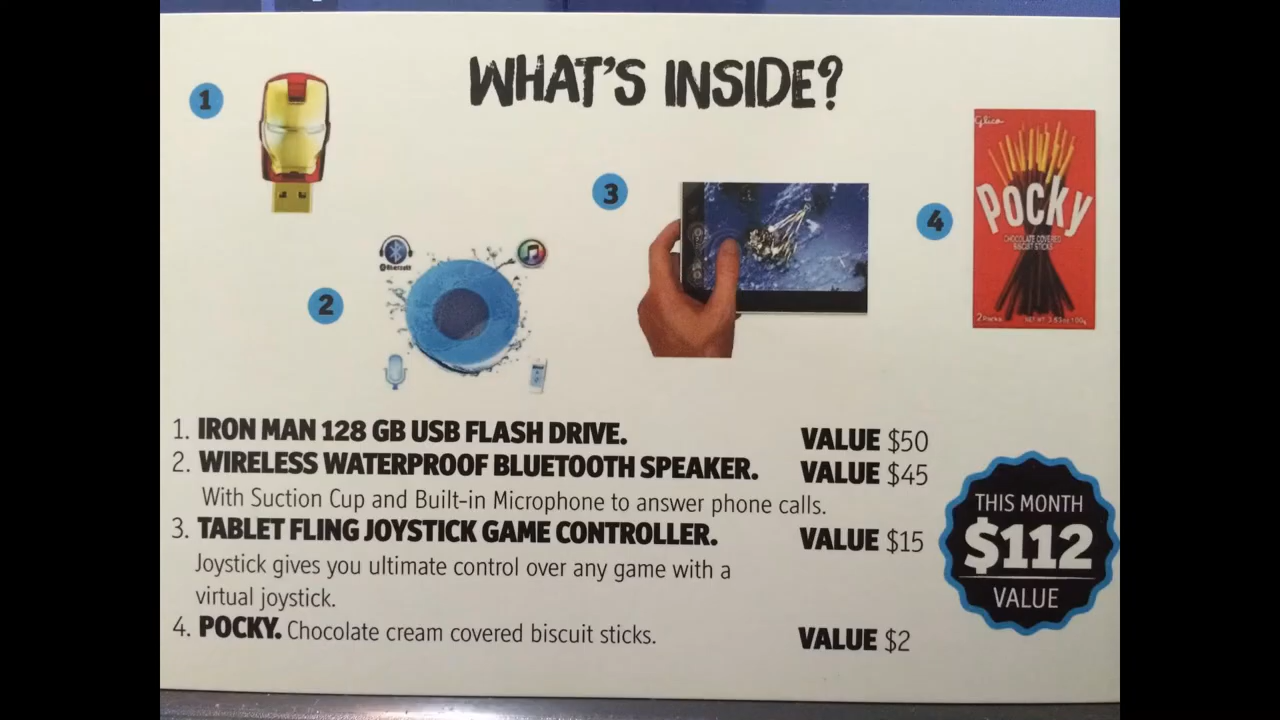 WHAT'S INSIDE?
1
2
3
4
Glico
POCKY
CHOCOLATE COVERED
BISCUIT STICKS
1. IRON MAN 128 GB USB FLASH DRIVE. VALUE $50
2. WIRELESS WATERPROOF BLUETOOTH SPEAKER. VALUE $45
With Suction Cup and Built-in Microphone to answer phone calls.
3. TABLET FLING JOYSTICK GAME CONTROLLER. VALUE $15
Joystick gives you ultimate control over any game with a
virtual joystick.
4. POCKY. Chocolate cream covered biscuit sticks. VALUE $2
THIS MONTH
$112
VALUE